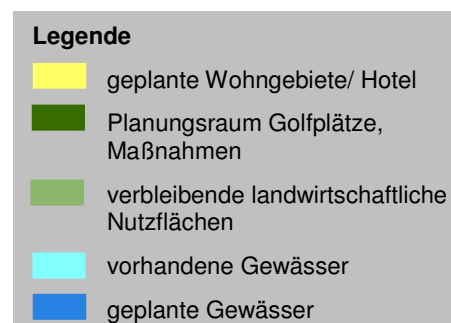 Legende
geplante Wohngebiete/ Hotel
Planungsraum Golfplätze,
Maßnahmen
verbleibende landwirtschaftliche
Nutzflächen
vorhandene Gewässer
geplante Gewässer